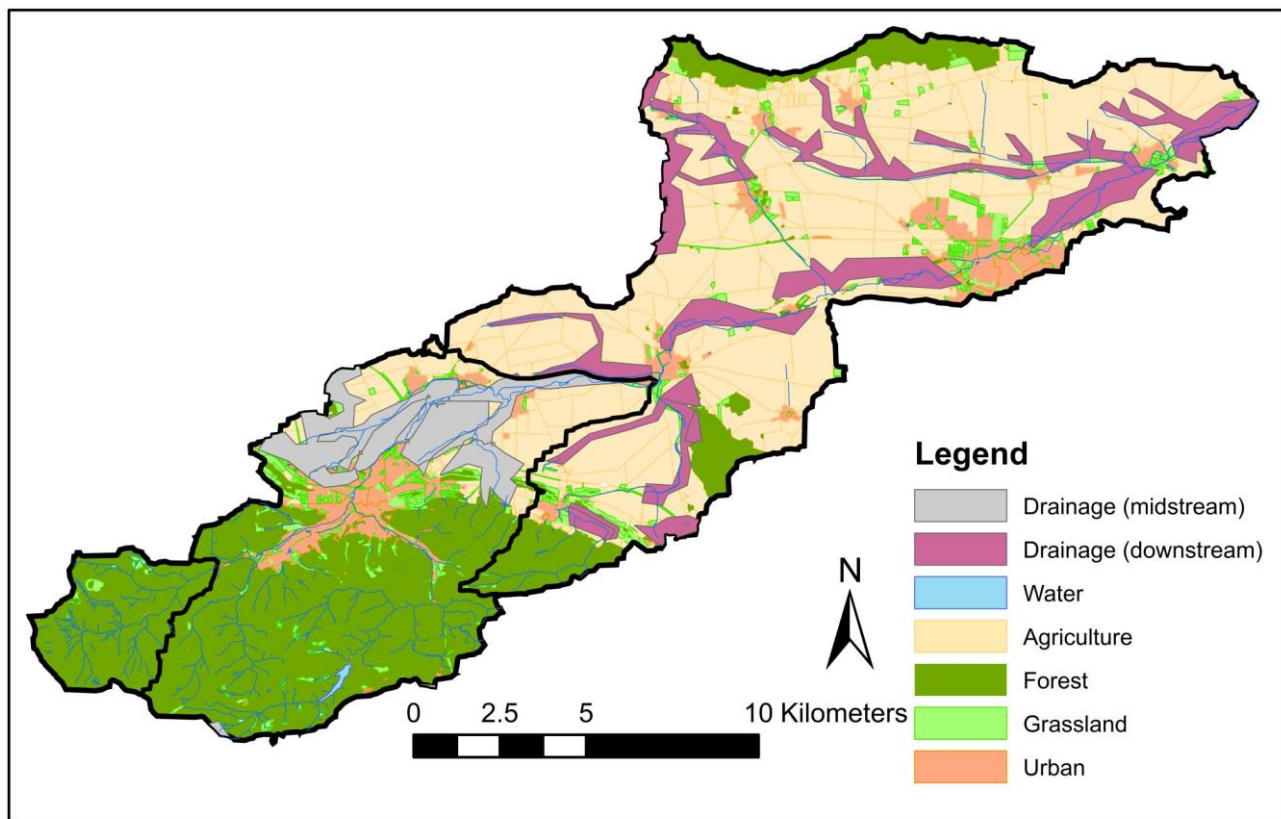 Legend
Drainage (midstream)
Drainage (downstream)
Water
Agriculture
Forest
Grassland
Urban
N
0 2.5 5 10 Kilometers